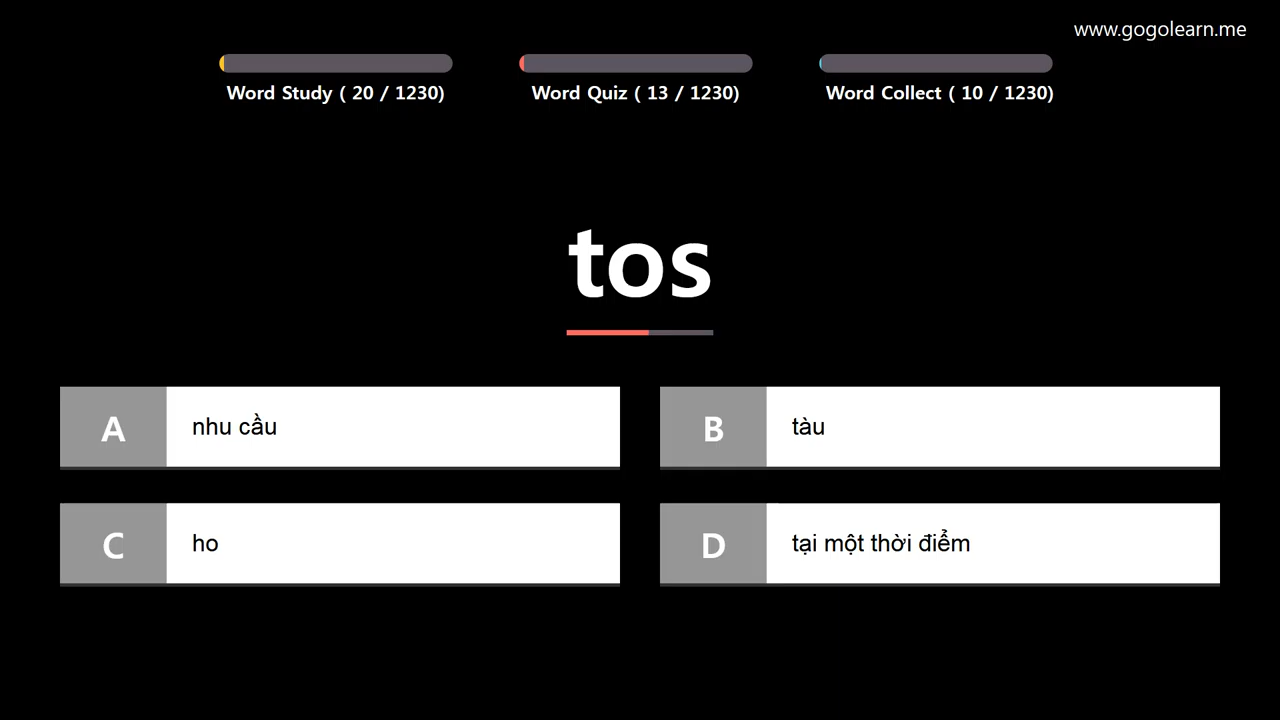 www.gogolearn.me
Word Study ( 20 / 1230)
Word Quiz ( 13 / 1230)
Word Collect ( 10 / 1230)
tos
A
nhu cầu
B
tàu
C
ho
D
tại một thời điểm